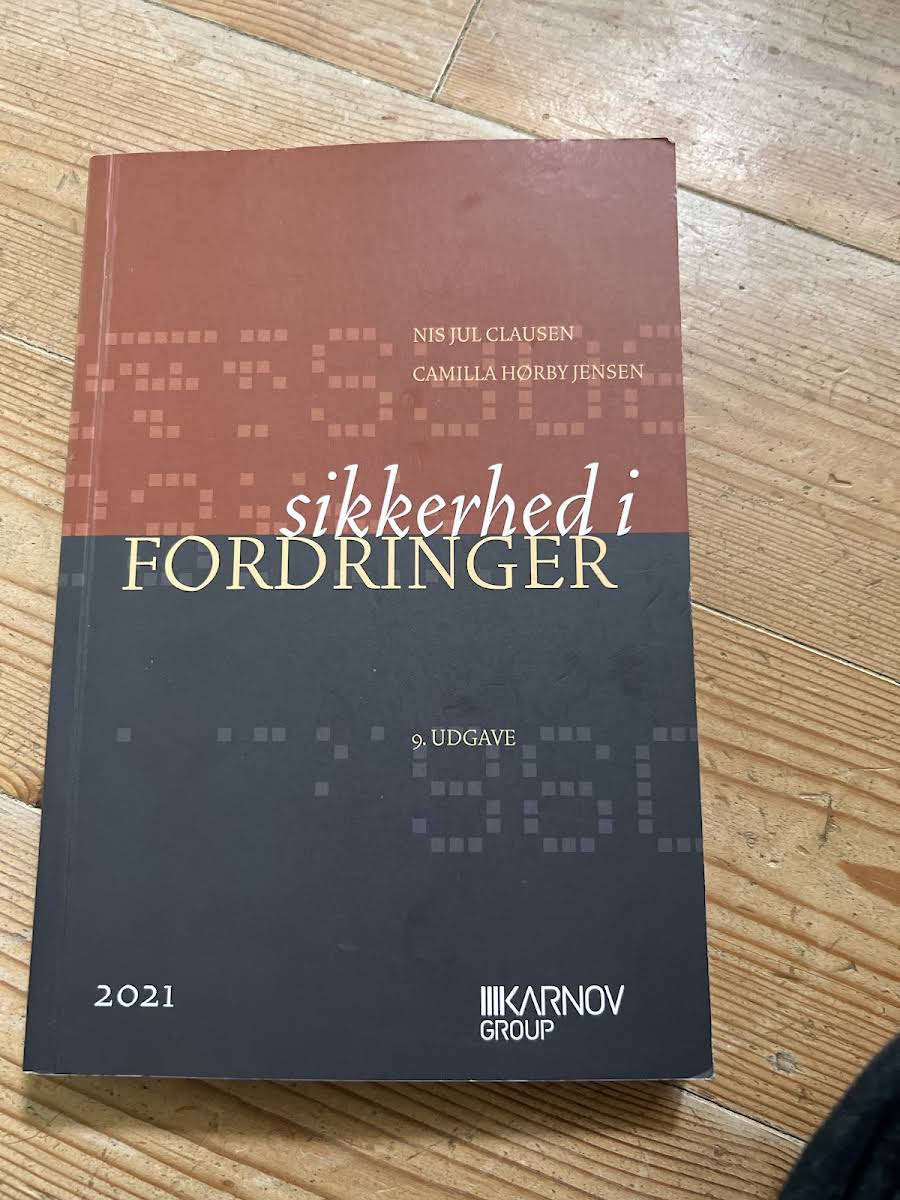 NIS JUL CLAUSEN
CAMILLA HØRBY JENSEN
sikkerhed i
FORDRINGER
9. UDGAVE
2021
KARNOV
GROUP